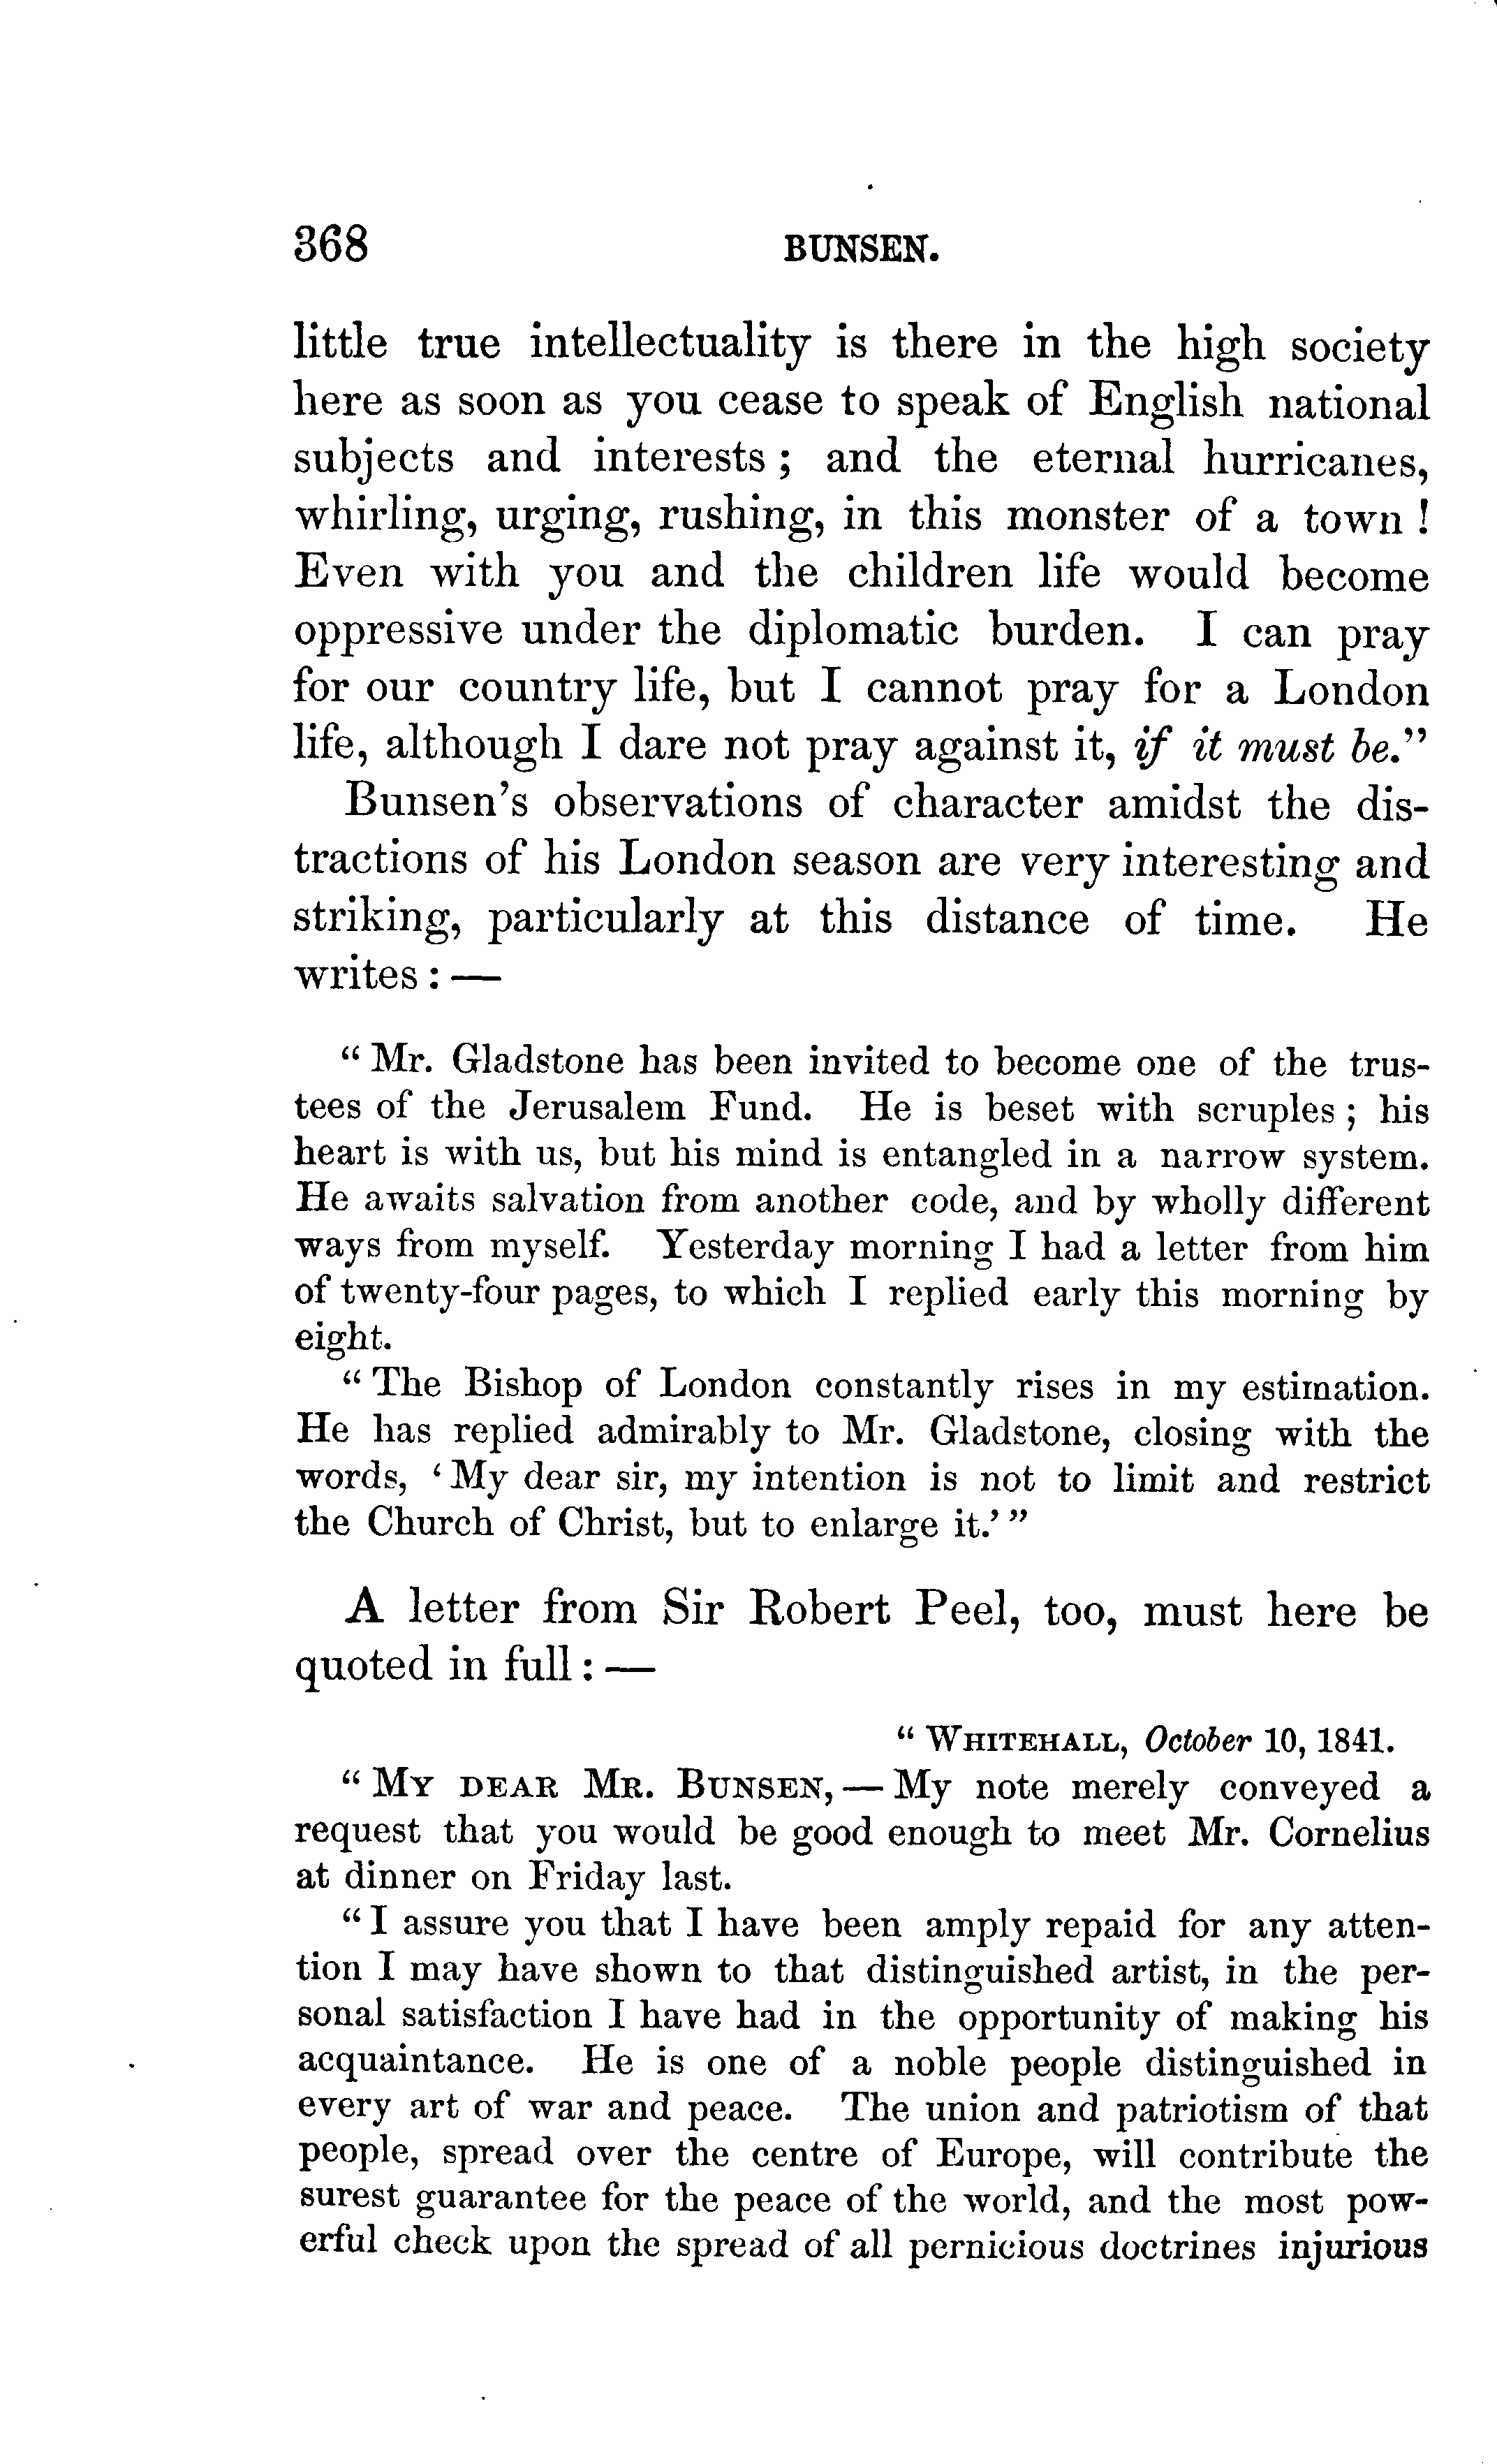 368 BUNSEN.
little true intellectuality is there in the high society
here as soon as you cease to speak of English national
subjects and interests ; and the eternal hurricanes,
whirling, urging, rushing, in this monster of a town !
Even with you and the children life would become
oppressive under the diplomatic burden. I can pray
for our country life, but I cannot pray for a London
life, although I dare not pray against it, if it must be."
Bunsen's observations of character amidst the dis-
tractions of his London season are very interesting and
striking, particularly at this distance of time. He
writes : —
" Mr. Gladstone has been invited to become one of the trus-
tees of the Jerusalem Fund. He is beset with scruples ; his
heart is with us, but his mind is entangled in a narrow system.
He awaits salvation from another code, and by wholly different
ways from myself. Yesterday morning I had a letter from him
of twenty-four pages, to which I replied early this morning by
eight.
" The Bishop of London constantly rises in my estimation.
He has replied admirably to Mr. Gladstone, closing with the
words, ' My dear sir, my intention is not to limit and restrict
the Church of Christ, but to enlarge it.' "
A letter from Sir Robert Peel, too, must here be
quoted in full : —
" WHITEHALL, October 10, 1841.
" MY DEAR MR. BUNSEN, — My note merely conveyed a
request that you would be good enough to meet Mr. Cornelius
at dinner on Friday last.
" I assure you that I have been amply repaid for any atten-
tion I may have shown to that distinguished artist, in the per-
sonal satisfaction I have had in the opportunity of making his
acquaintance. He is one of a noble people distinguished in
every art of war and peace. The union and patriotism of that
people, spread over the centre of Europe, will contribute the
surest guarantee for the peace of the world, and the most pow-
erful check upon the spread of all pernicious doctrines injurious